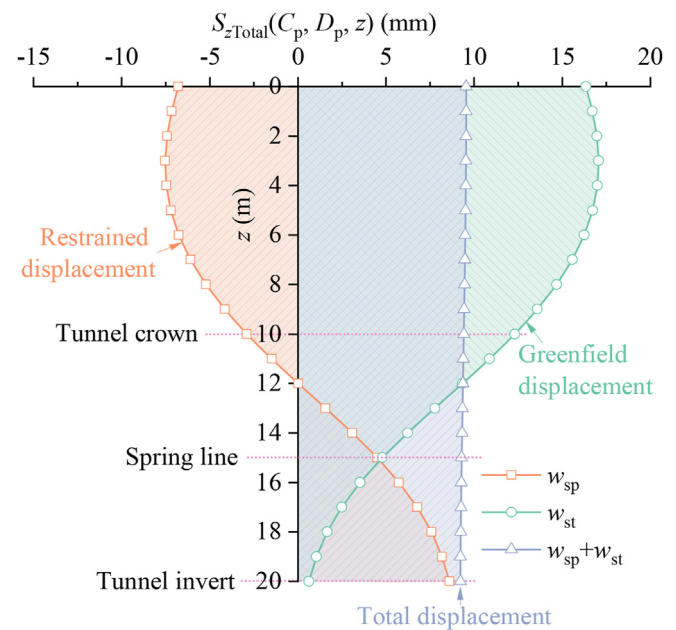 S_zTotal(C_p, D_p, z) (mm)
-15 -10 -5 0 5 10 15 20
0
2
4
z (m)
6
Restrained
displacement
8
Tunnel crown 10
Greenfield
displacement
12
14
Spring line
16
w_sp
w_st
18
w_sp+w_st
Tunnel invert 20
Total displacement